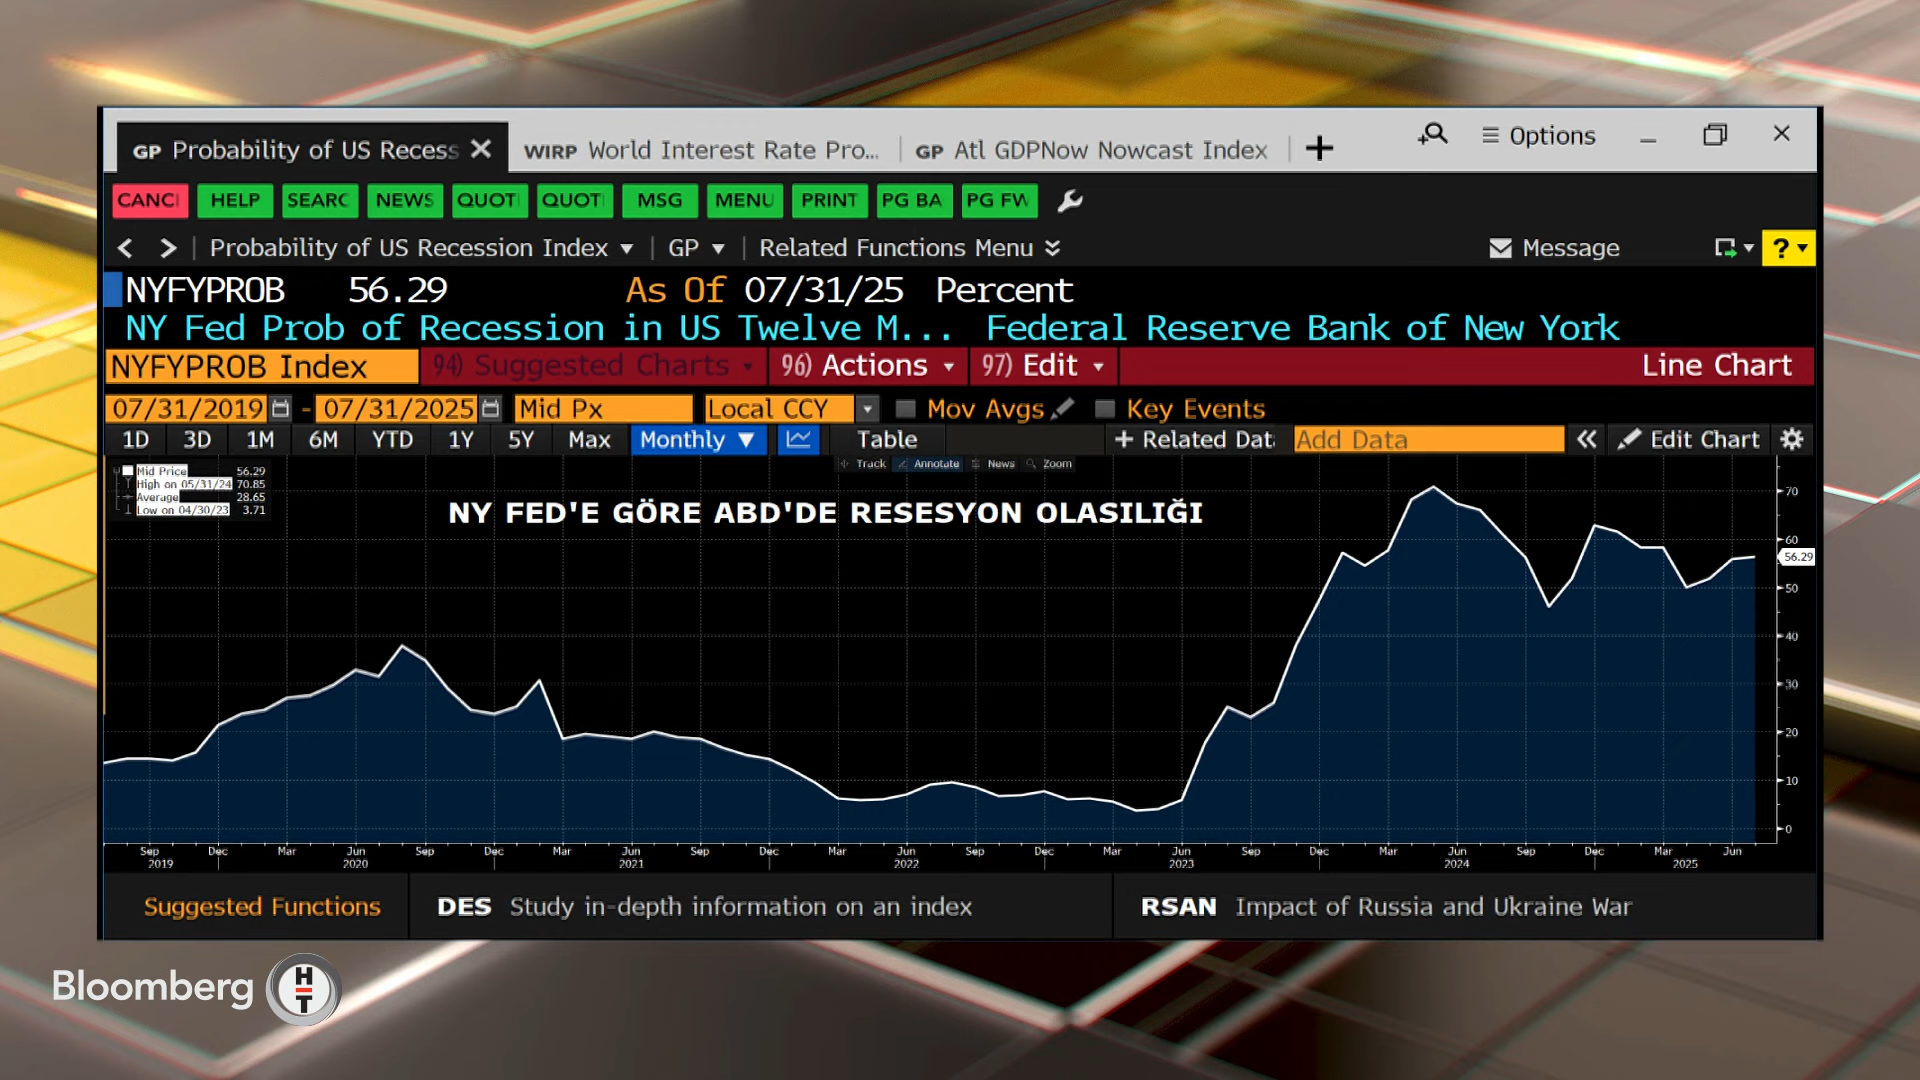 GP Probability of US Recess WIRP World Interest Rate Pro... GP Atl GDPNow Nowcast Index + Options
CANCI HELP SEARC NEWS QUOTI QUOTI MSG MENU PRINT PG BA PG FW
Probability of US Recession Index GP Related Functions Menu Message ?
NYFYPROB 56.29 As Of 07/31/25 Percent
NY Fed Prob of Recession in US Twelve M... Federal Reserve Bank of New York
NYFYPROB Index 94) Suggested Charts 96) Actions 97) Edit Line Chart
07/31/2019 - 07/31/2025 Mid Px Local CCY Mov Avgs Key Events
1D 3D 1M 6M YTD 1Y 5Y Max Monthly ▼ Table + Related Dat Add Data « Edit Chart
Track Annotate News Zoom
Mid Price 56.29
High on 05/31/24 70.85
Average 28.65
Low on 04/30/23 3.71
NY FED'E GÖRE ABD'DE RESESYON OLASILIĞI
70
60
56.29
50
40
30
20
10
0
Sep Dec Mar Jun Sep Dec Mar Jun Sep Dec Mar Jun Sep Dec Mar Jun Sep Dec Mar Jun Sep Dec Mar Jun
2019 2020 2021 2022 2023 2024 2025
Suggested Functions DES Study in-depth information on an index RSAN Impact of Russia and Ukraine War
Bloomberg HT